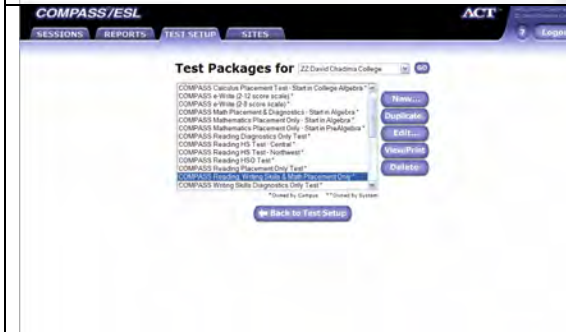 COMPASS/ESL
ACT
SESSIONS REPORTS TEST SETUP SITES
? Logou
Test Packages for ZZ David Chadima College GO
COMPASS Calculus Placement Test - Start in College Algebra *
COMPASS e-Write (2-12 score scale) *
COMPASS e-Write (2-8 score scale) *
COMPASS Math Placement & Diagnostics - Start in Algebra *
COMPASS Mathematics Placement Only - Start in Algebra *
COMPASS Mathematics Placement Only - Start in PreAlgebra *
COMPASS Reading Diagnostics Only Test *
COMPASS Reading HS Test - Central *
COMPASS Reading HS Test - Northwest *
COMPASS Reading HSO Test *
COMPASS Reading Placement Only Test *
COMPASS Reading, Writing Skills & Math Placement Only *
COMPASS Writing Skills Diagnostics Only Test *
New...
Duplicate
Edit...
View/Print
Delete
*Owned by Campus **Owned by System
Back to Test Setup